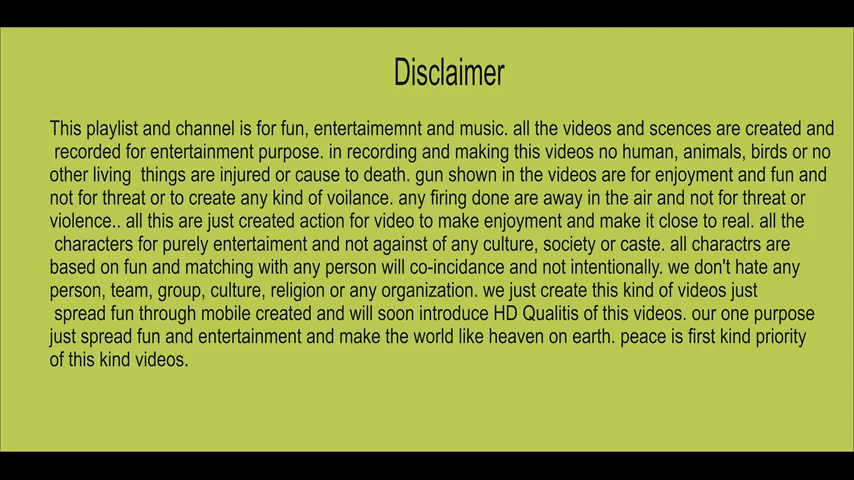 Disclaimer
This playlist and channel is for fun, entertaimemnt and music. all the videos and scences are created and
recorded for entertainment purpose. in recording and making this videos no human, animals, birds or no
other living things are injured or cause to death. gun shown in the videos are for enjoyment and fun and
not for threat or to create any kind of voilance. any firing done are away in the air and not for threat or
violence.. all this are just created action for video to make enjoyment and make it close to real. all the
characters for purely entertaiment and not against of any culture, society or caste. all charactrs are
based on fun and matching with any person will co-incidance and not intentionally. we don't hate any
person, team, group, culture, religion or any organization. we just create this kind of videos just
spread fun through mobile created and will soon introduce HD Qualitis of this videos. our one purpose
just spread fun and entertainment and make the world like heaven on earth. peace is first kind priority
of this kind videos.